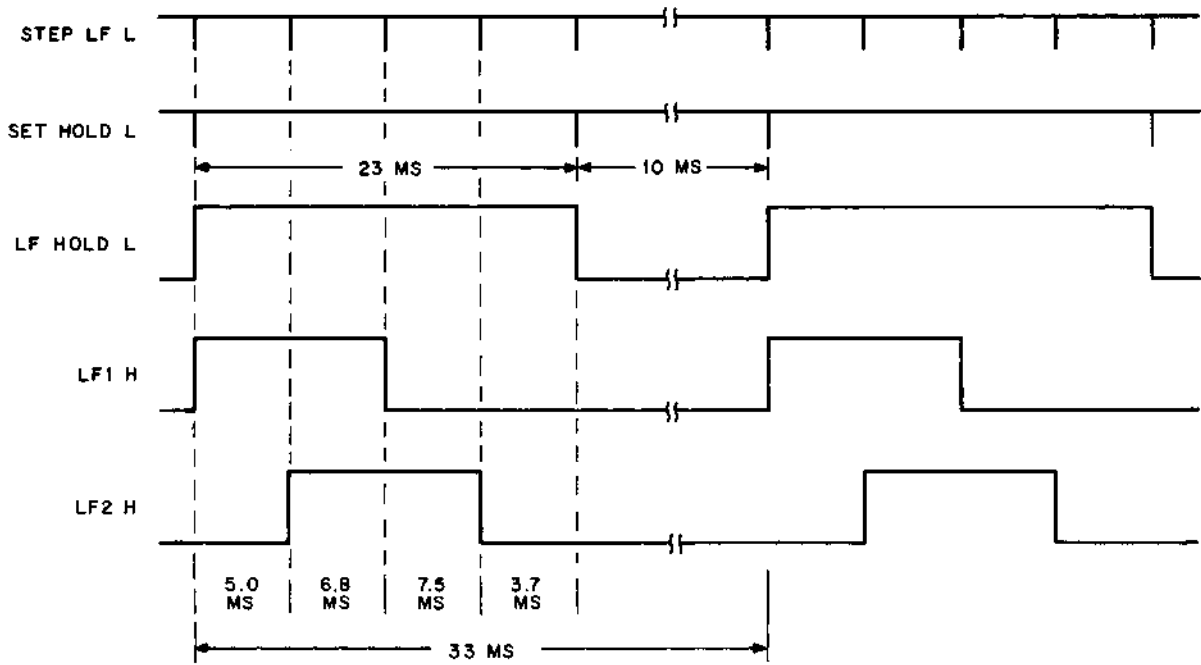 STEP LF L
SET HOLD L
23 MS
10 MS
LF HOLD L
LF1 H
LF2 H
5.0 MS
6.8 MS
7.5 MS
3.7 MS
33 MS